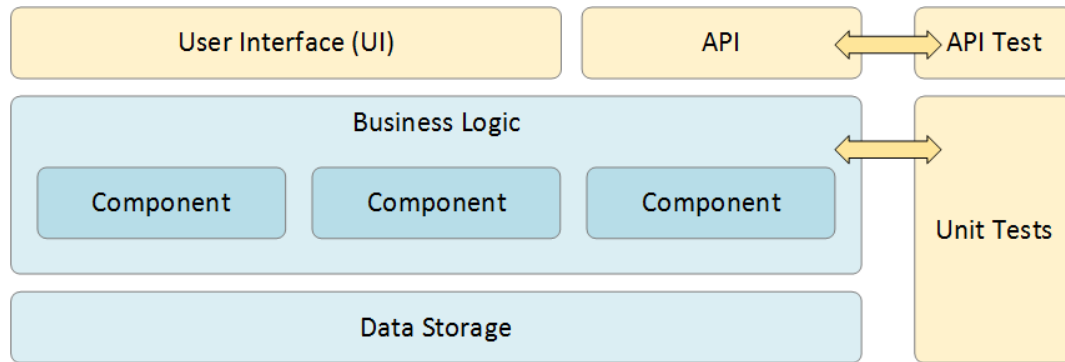 User Interface (UI)
API
API Test
Business Logic
Component
Component
Component
Unit Tests
Data Storage